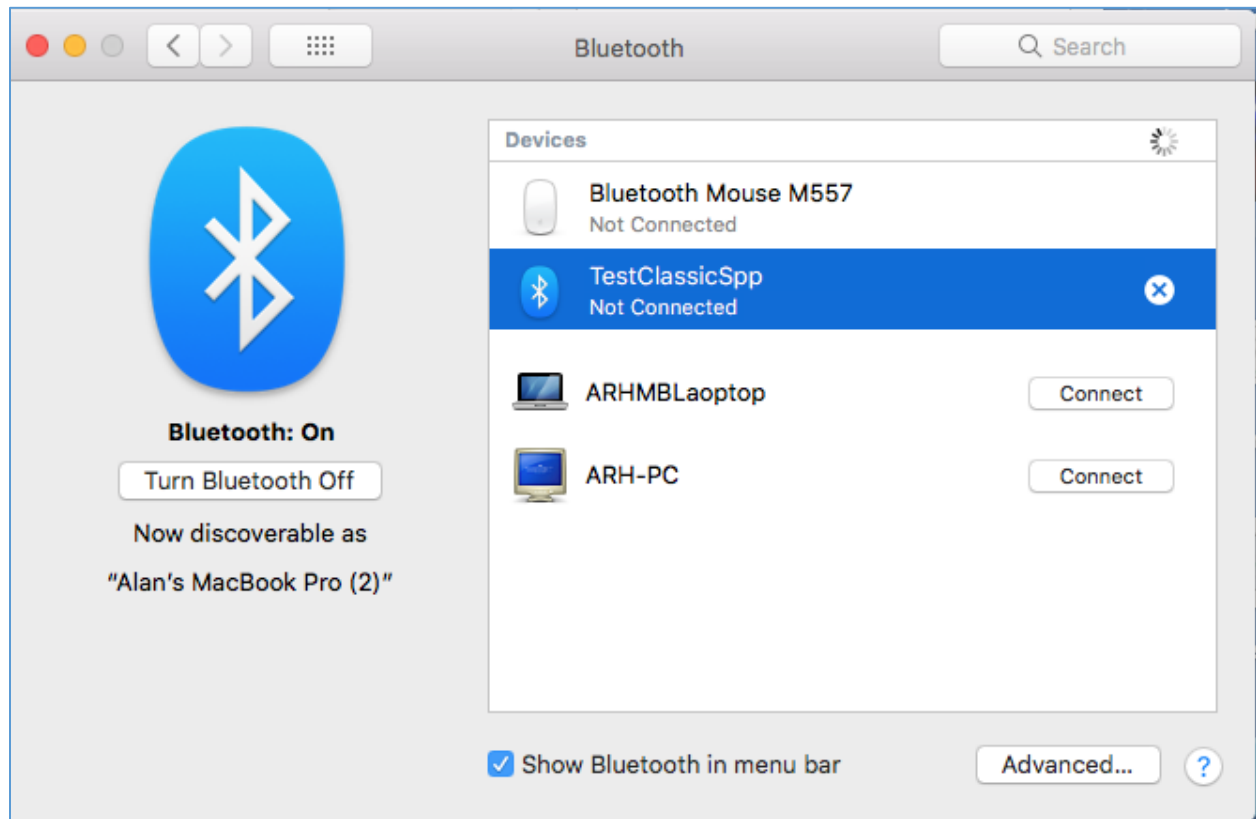 Bluetooth
Search
Devices
Bluetooth Mouse M557
Not Connected
TestClassicSpp
Not Connected
ARHMBLaoptop
Connect
ARH-PC
Connect
Bluetooth: On
Turn Bluetooth Off
Now discoverable as
“Alan's MacBook Pro (2)”
Show Bluetooth in menu bar
Advanced...
?